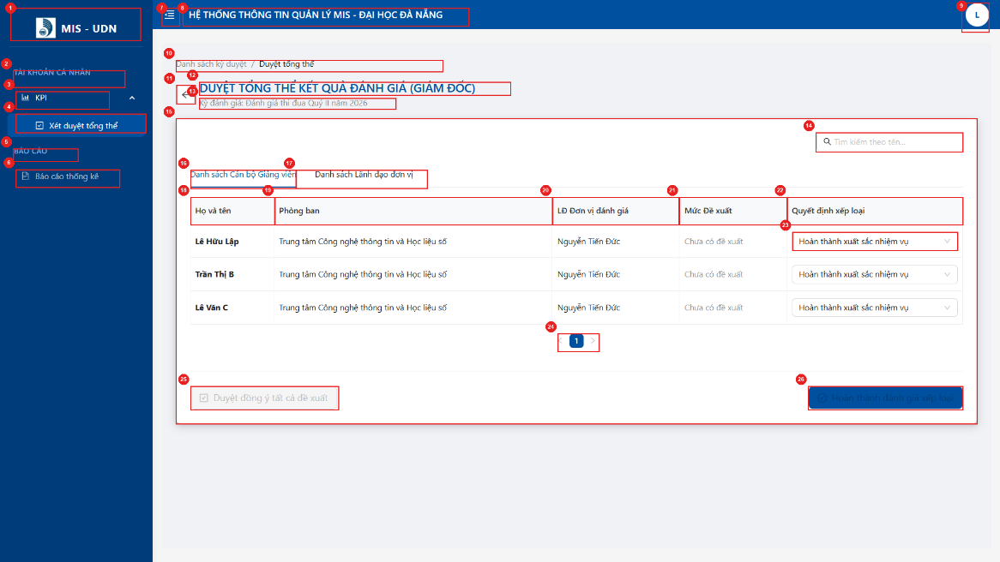 1
MIS - UDN
2
TÀI KHOẢN CÁ NHÂN
3
KPI
4
Xét duyệt tổng thể
5
BÁO CÁO
6
Báo cáo thống kê
7
8
HỆ THỐNG THÔNG TIN QUẢN LÝ MIS - ĐẠI HỌC ĐÀ NẴNG
9
L
10
Danh sách kỳ duyệt / Duyệt tổng thể
11
12
DUYỆT TỔNG THỂ KẾT QUẢ ĐÁNH GIÁ (GIÁM ĐỐC)
13
Kỳ đánh giá: Đánh giá thi đua Quý II năm 2026
15
14
Tìm kiếm theo tên...
16
Danh sách Cán bộ Giảng viên
17
Danh sách Lãnh đạo đơn vị
18 19 20 21 22
Họ và tên Phòng ban LĐ Đơn vị đánh giá Mức Đề xuất Quyết định xếp loại
23
Lê Hữu Lập Trung tâm Công nghệ thông tin và Học liệu số Nguyễn Tiến Đức Chưa có đề xuất Hoàn thành xuất sắc nhiệm vụ
Trần Thị B Trung tâm Công nghệ thông tin và Học liệu số Nguyễn Tiến Đức Chưa có đề xuất Hoàn thành xuất sắc nhiệm vụ
Lê Văn C Trung tâm Công nghệ thông tin và Học liệu số Nguyễn Tiến Đức Chưa có đề xuất Hoàn thành xuất sắc nhiệm vụ
24
1
25
Duyệt đồng ý tất cả đề xuất
26
Hoàn thành đánh giá xếp loại